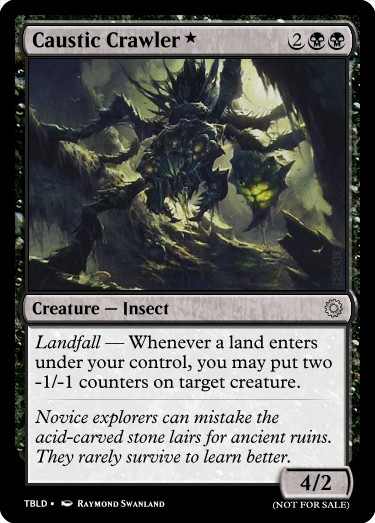 Caustic Crawler★ 2
Creature — Insect
Landfall — Whenever a land enters
under your control, you may put two
-1/-1 counters on target creature.
Novice explorers can mistake the
acid-carved stone lairs for ancient ruins.
They rarely survive to learn better.
4/2
TBLD • Raymond Swanland
(NOT FOR SALE)